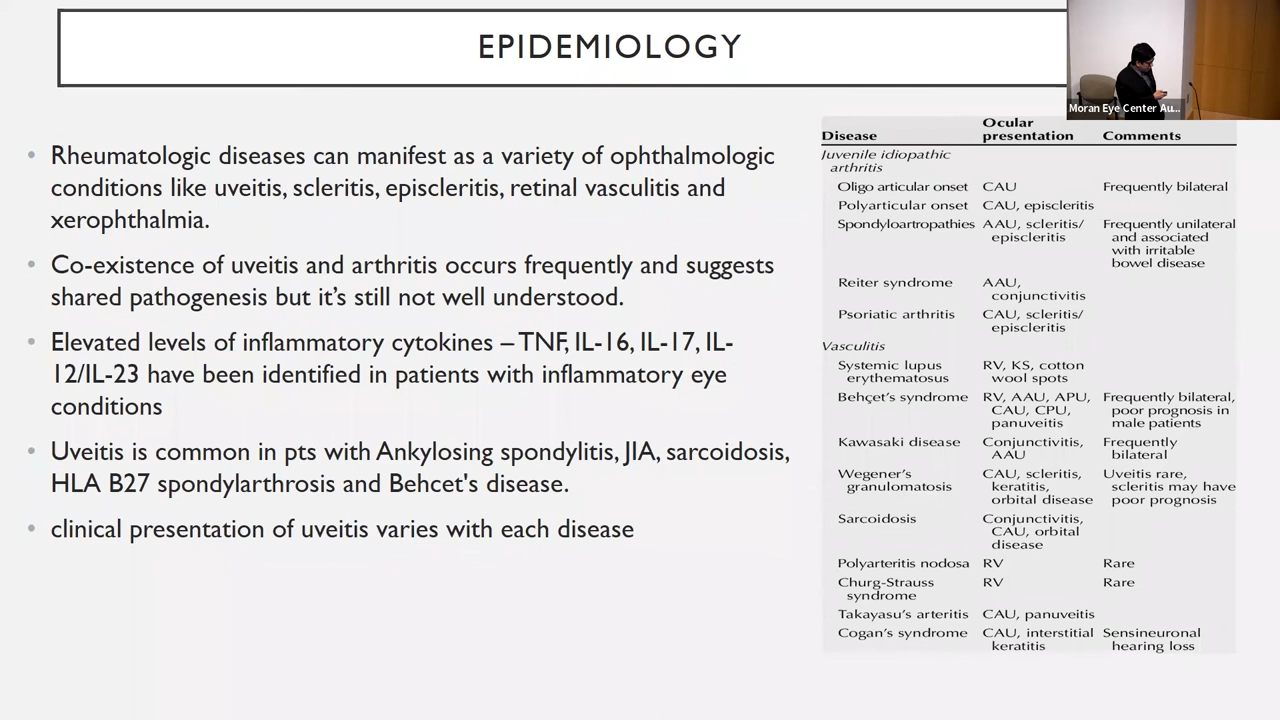 EPIDEMIOLOGY
Moran Eye Center Au...
• Rheumatologic diseases can manifest as a variety of ophthalmologic
conditions like uveitis, scleritis, episcleritis, retinal vasculitis and
xerophthalmia.
• Co-existence of uveitis and arthritis occurs frequently and suggests
shared pathogenesis but it’s still not well understood.
• Elevated levels of inflammatory cytokines – TNF, IL-16, IL-17, IL-
12/IL-23 have been identified in patients with inflammatory eye
conditions
• Uveitis is common in pts with Ankylosing spondylitis, JIA, sarcoidosis,
HLA B27 spondylarthrosis and Behcet's disease.
• clinical presentation of uveitis varies with each disease
Ocular
Disease presentation Comments
Juvenile idiopathic
arthritis
Oligo articular onset CAU Frequently bilateral
Polyarticular onset CAU, episcleritis
Spondyloartropathies AAU, scleritis/ Frequently unilateral
episcleritis and associated
with irritable
bowel disease
Reiter syndrome AAU,
conjunctivitis
Psoriatic arthritis CAU, scleritis/
episcleritis
Vasculitis
Systemic lupus RV, KS, cotton
erythematosus wool spots
Behçet’s syndrome RV, AAU, APU, Frequently bilateral,
CAU, CPU, poor prognosis in
panuveitis male patients
Kawasaki disease Conjunctivitis, Frequently
AAU bilateral
Wegener’s CAU, scleritis, Uveitis rare,
granulomatosis keratitis, scleritis may have
orbital disease poor prognosis
Sarcoidosis Conjunctivitis,
CAU, orbital
disease
Polyarteritis nodosa RV Rare
Churg-Strauss RV Rare
syndrome
Takayasu’s arteritis CAU, panuveitis
Cogan’s syndrome CAU, interstitial Sensineuronal
keratitis hearing loss